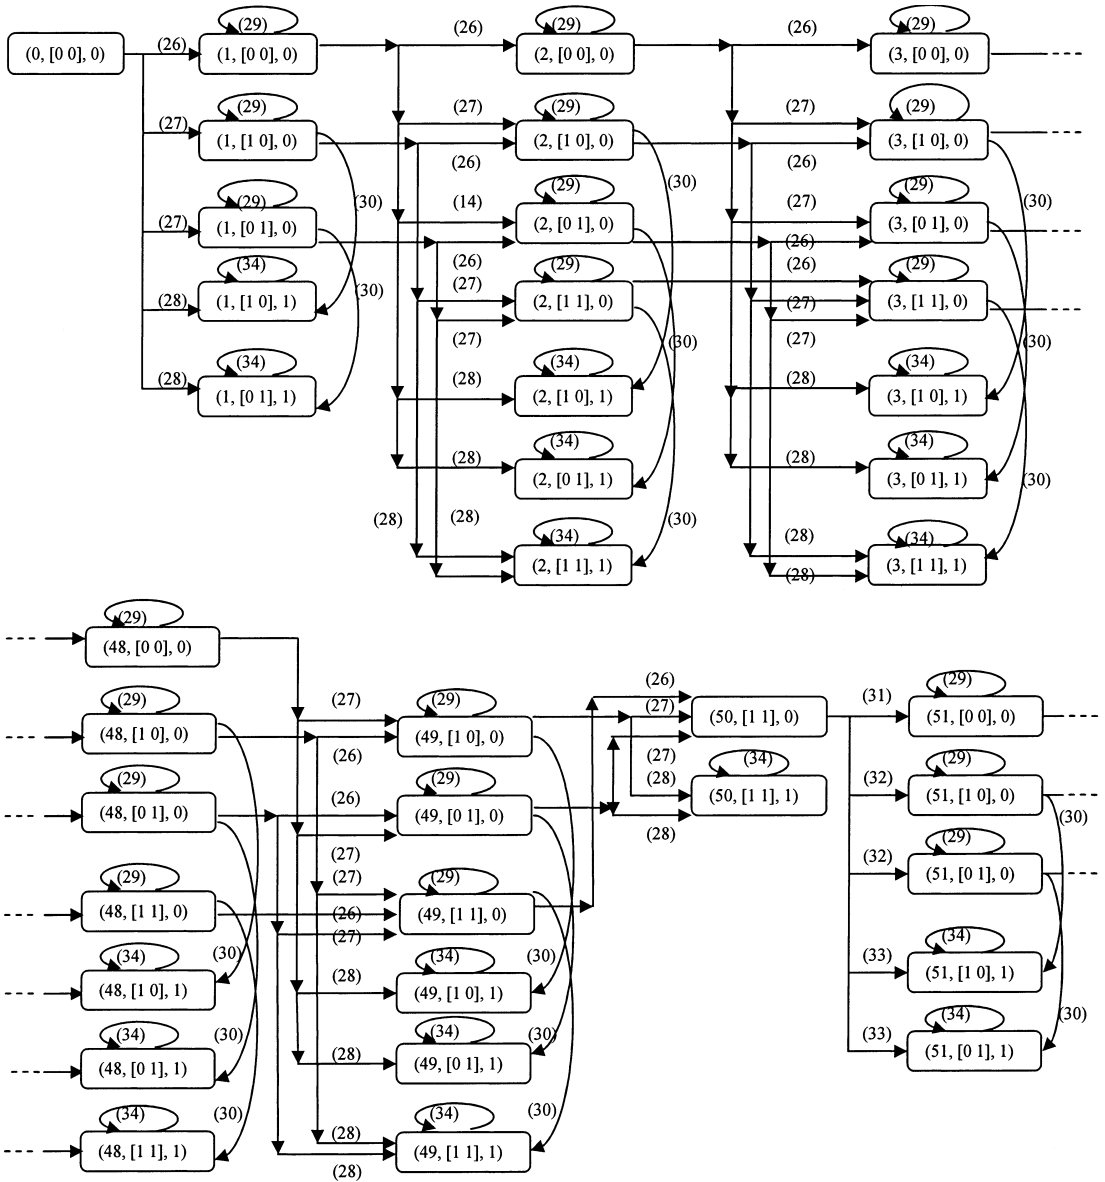 (29) (29) (29)
(26) (26) (26)
(0, [0 0], 0) (1, [0 0], 0) (2, [0 0], 0) (3, [0 0], 0)
(29) (27) (29) (27) (29)
(27) (1, [1 0], 0) (2, [1 0], 0) (3, [1 0], 0)
(26) (26)
(30) (30) (30)
(29) (14) (29) (27) (29)
(27) (1, [0 1], 0) (2, [0 1], 0) (3, [0 1], 0)
(26)
(34) (26) (29) (26) (29)
(28) (1, [1 0], 1) (30) (27) (2, [1 1], 0) (27) (3, [1 1], 0)
(27) (30) (27) (30)
(34) (34) (34)
(28) (1, [0 1], 1) (28) (2, [1 0], 1) (28) (3, [1 0], 1)
(34) (34)
(28) (2, [0 1], 1) (28) (3, [0 1], 1) (30)
(28) (28) (30)
(34) (28) (34)
(2, [1 1], 1) (28) (3, [1 1], 1)
(29)
(48, [0 0], 0)
(26) (29)
(29) (27) (29) (27) (31)
(48, [1 0], 0) (49, [1 0], 0) (50, [1 1], 0) (51, [0 0], 0)
(26) (27)
(29) (29) (28) (34) (32) (29)
(26) (50, [1 1], 1) (51, [1 0], 0)
(48, [0 1], 0) (49, [0 1], 0) (30)
(28)
(27) (29)
(29) (27) (29) (32) (51, [0 1], 0)
(48, [1 1], 0) (26) (49, [1 1], 0)
(27) (34)
(34) (30) (34) (30) (33)
(28) (51, [1 0], 1)
(48, [1 0], 1) (49, [1 0], 1)
(34) (30) (34) (30) (34) (30)
(48, [0 1], 1) (28) (49, [0 1], 1) (33) (51, [0 1], 1)
(34) (30) (34) (30)
(28)
(48, [1 1], 1) (49, [1 1], 1)
(28)